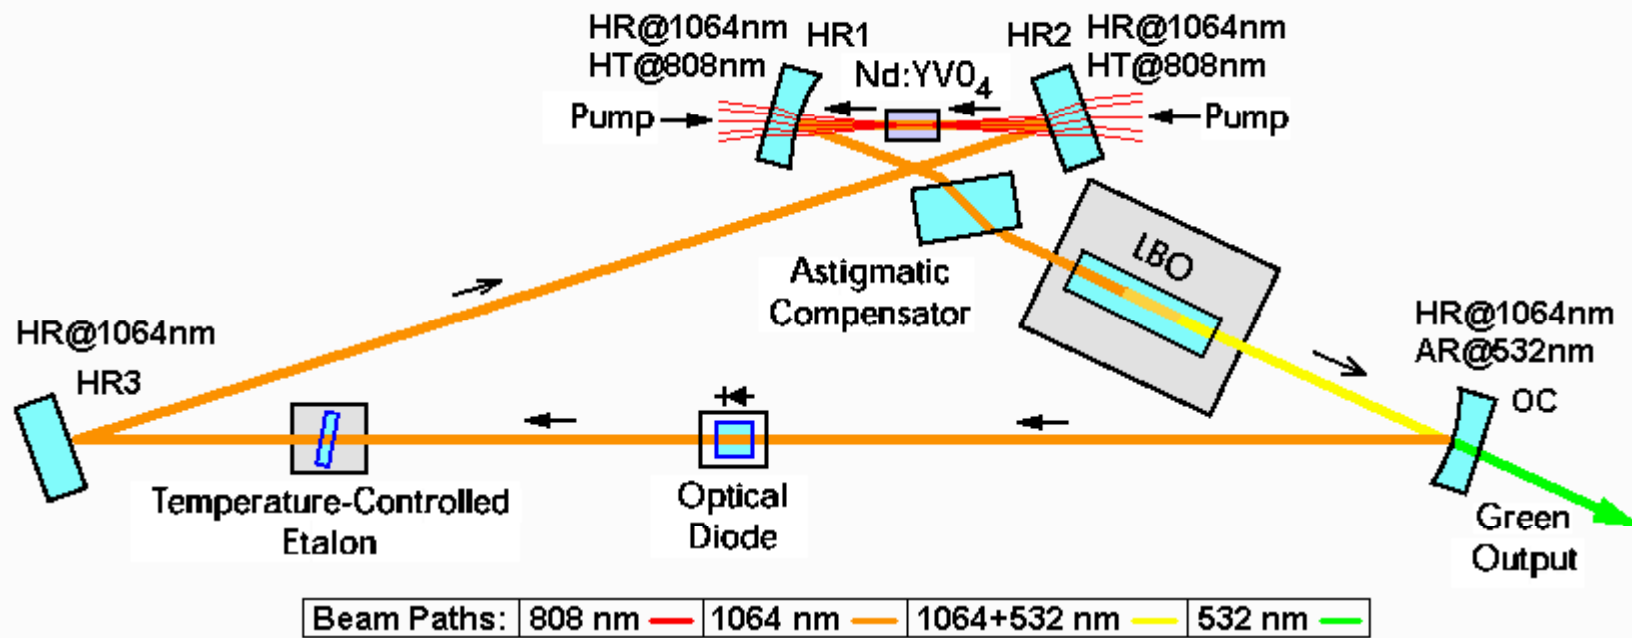 HR@1064nm
HT@808nm
HR1
HR2
HR@1064nm
HT@808nm
Nd:YV0₄
Pump
Pump
LBO
Astigmatic
Compensator
HR@1064nm
HR3
HR@1064nm
AR@532nm
OC
Temperature-Controlled
Etalon
Optical
Diode
Green
Output
Beam Paths: 808 nm 1064 nm 1064+532 nm 532 nm